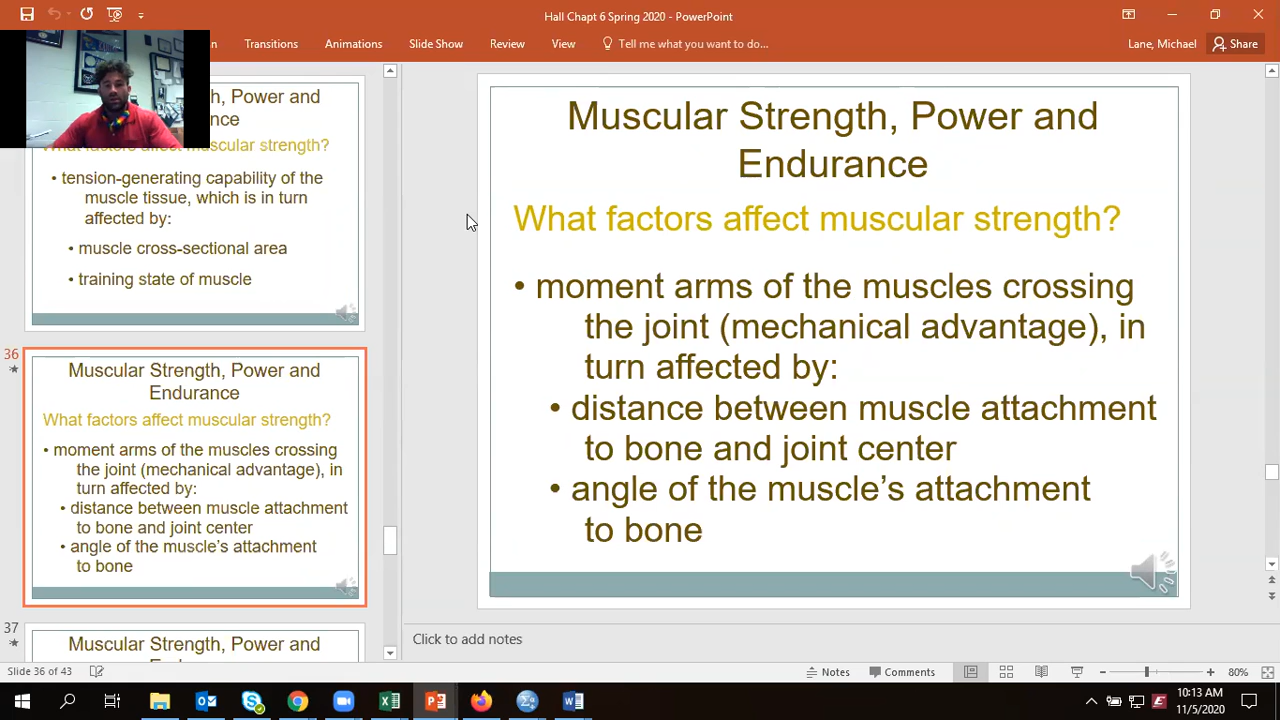 Hall Chapt 6 Spring 2020 - PowerPoint
Transitions Animations Slide Show Review View Tell me what you want to do... Lane, Michael Share
Power and
What factors affect muscular strength?
• tension-generating capability of the
muscle tissue, which is in turn
affected by:
• muscle cross-sectional area
• training state of muscle
36
Muscular Strength, Power and
Endurance
What factors affect muscular strength?
• moment arms of the muscles crossing
the joint (mechanical advantage), in
turn affected by:
• distance between muscle attachment
to bone and joint center
• angle of the muscle's attachment
to bone
37
Muscular Strength, Power and
Muscular Strength, Power and
Endurance
What factors affect muscular strength?
• moment arms of the muscles crossing
the joint (mechanical advantage), in
turn affected by:
• distance between muscle attachment
to bone and joint center
• angle of the muscle's attachment
to bone
Click to add notes
Slide 36 of 43 Notes Comments 80%
10:13 AM
11/5/2020